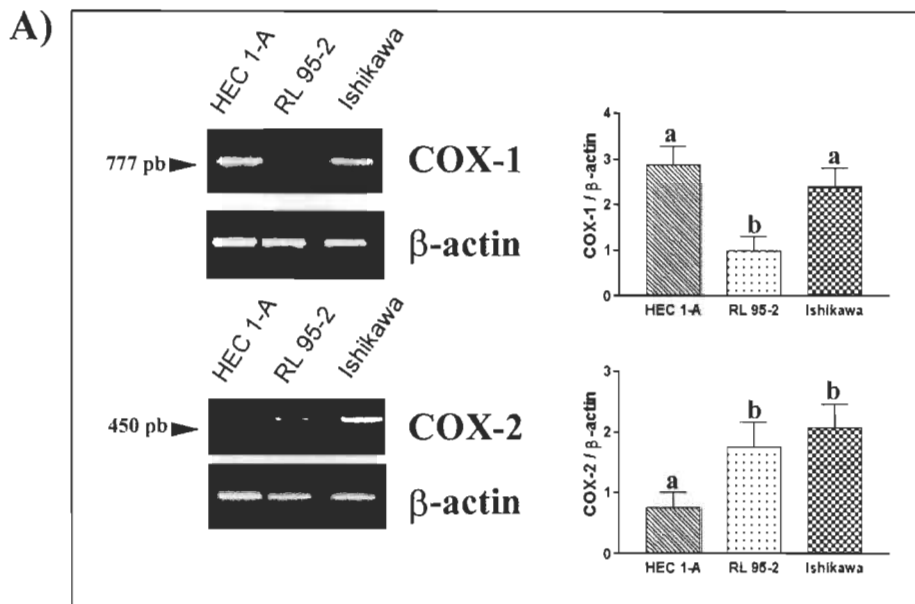 A)
HEC 1-A
RL 95-2
Ishikawa
777 pb
COX-1
β-actin
HEC 1-A
RL 95-2
Ishikawa
450 pb
COX-2
β-actin
COX-1 / β-actin
4
3
2
1
0
a
b
a
HEC 1-A RL 95-2 Ishikawa
COX-2 / β-actin
3
2
1
0
a
b
b
HEC 1-A RL 95-2 Ishikawa